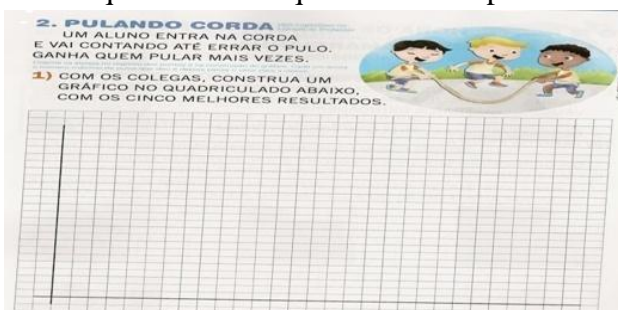 2. PULANDO CORDA
UM ALUNO ENTRA NA CORDA
E VAI CONTANDO ATÉ ERRAR O PULO.
GANHA QUEM PULAR MAIS VEZES.
1) COM OS COLEGAS, CONSTRUA UM
GRÁFICO NO QUADRICULADO ABAIXO,
COM OS CINCO MELHORES RESULTADOS.